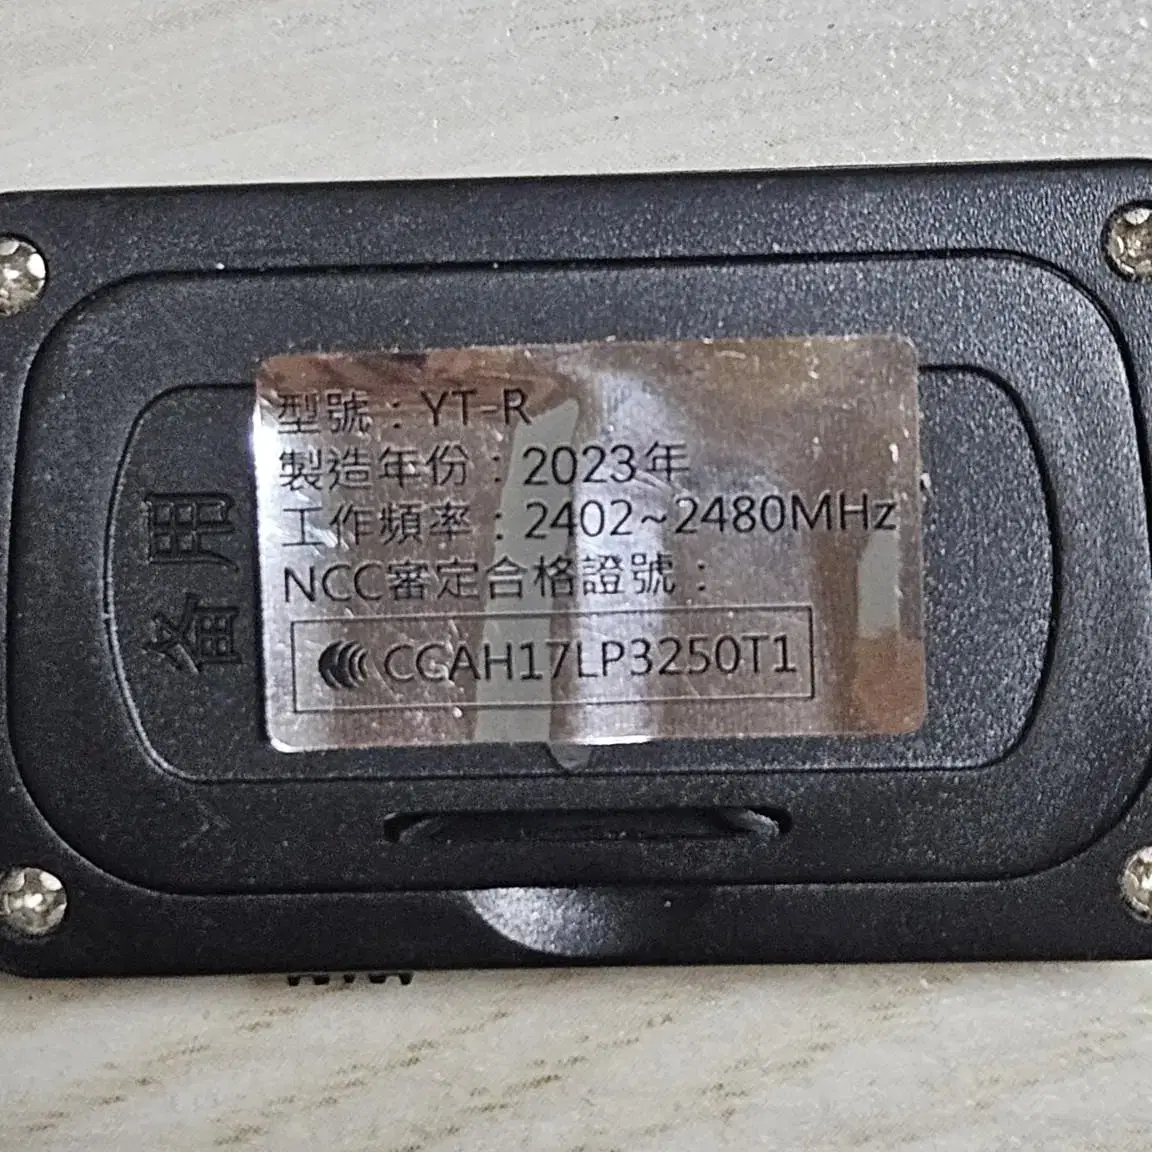 型號：YT-R
製造年份：2023年
工作頻率：2402~2480MHz
NCC審定合格證號：
CCAH17LP3250T1
备用